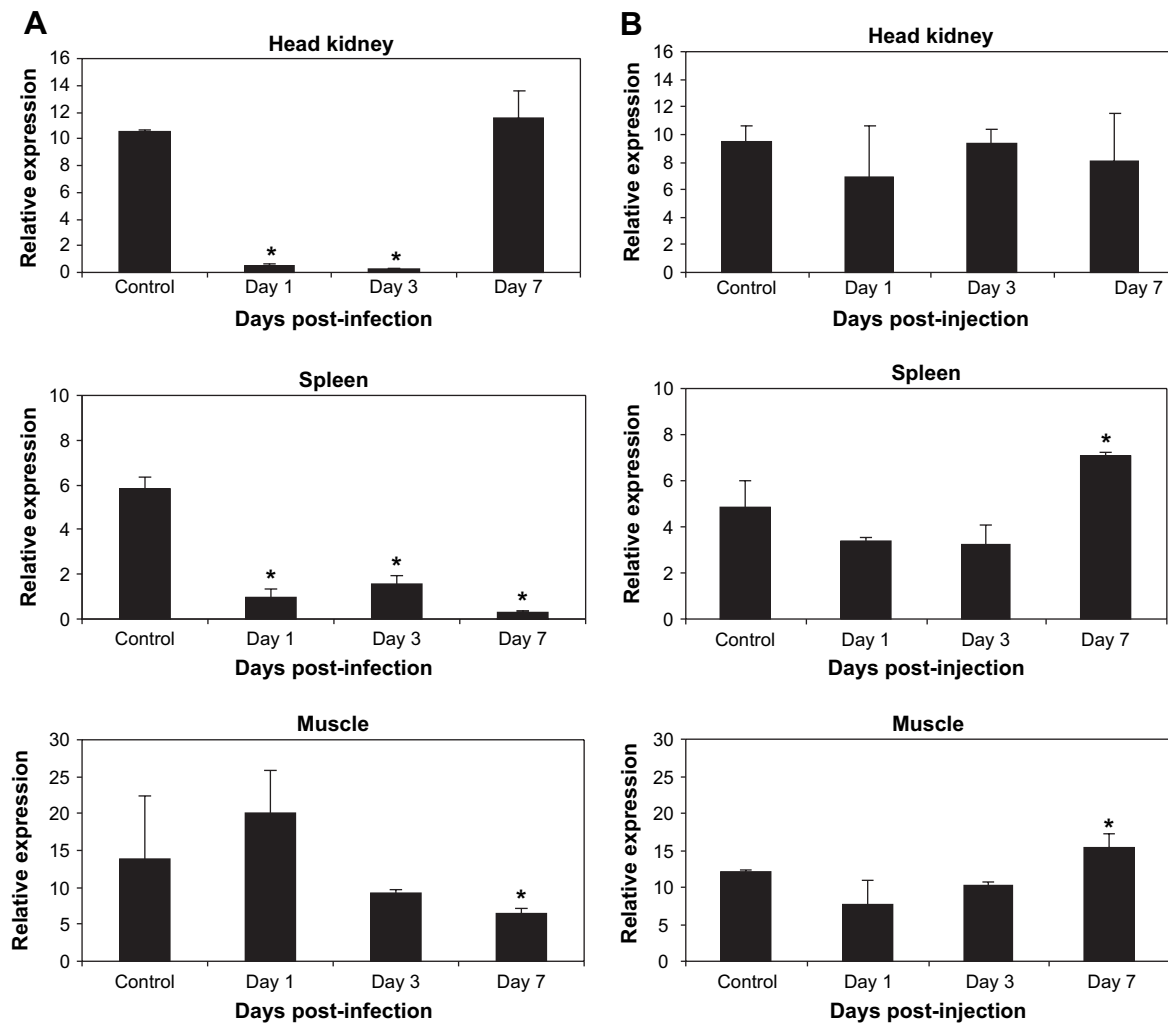 A
Head kidney
Relative expression
16
14
12
10
8
6
4
2
0
*
*
Control Day 1 Day 3 Day 7
Days post-infection
Spleen
Relative expression
10
8
6
4
2
0
*
*
*
Control Day 1 Day 3 Day 7
Days post-infection
Muscle
Relative expression
30
25
20
15
10
5
0
*
Control Day 1 Day 3 Day 7
Days post-infection
B
Head kidney
Relative expression
16
14
12
10
8
6
4
2
0
Control Day 1 Day 3 Day 7
Days post-injection
Spleen
Relative expression
10
8
6
4
2
0
*
Control Day 1 Day 3 Day 7
Days post-injection
Muscle
Relative expression
30
25
20
15
10
5
0
*
Control Day 1 Day 3 Day 7
Days post-injection